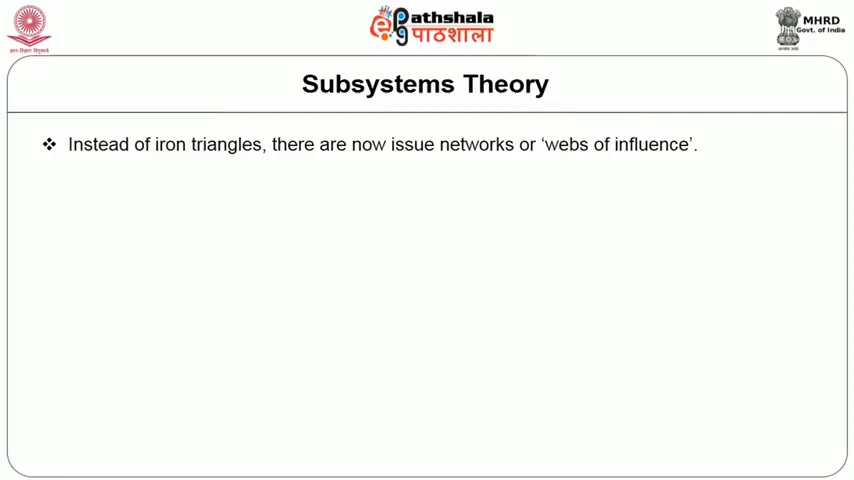 ePathshala
पाठशाला
MHRD
Govt. of India
Subsystems Theory
❖ Instead of iron triangles, there are now issue networks or ‘webs of influence’.